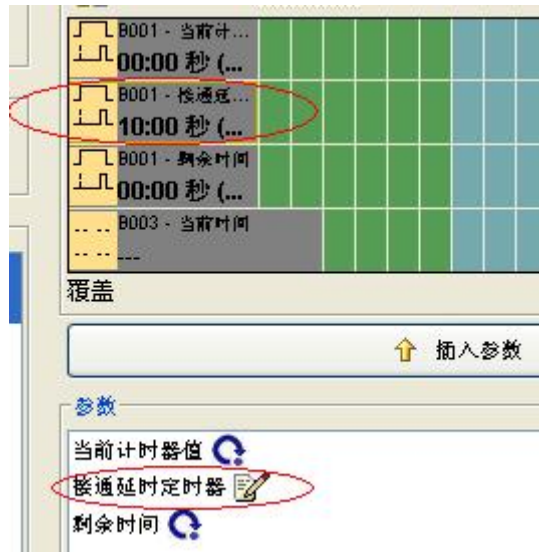 B001 - 当前计...
00:00 秒 (...
B001 - 接通延...
10:00 秒 (...
B001 - 剩余时间
00:00 秒 (...
B003 - 当前时间
.. ..
.. .. ---
覆盖
插入参数
参数
当前计时器值
接通延时定时器
剩余时间